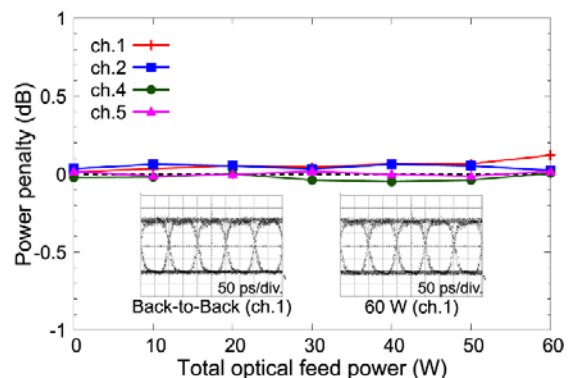 1
ch.1
ch.2
0.5
ch.4
ch.5
Power penalty (dB)
0
-0.5
50 ps/div.
50 ps/div.
Back-to-Back (ch.1)
60 W (ch.1)
-1
0 10 20 30 40 50 60
Total optical feed power (W)